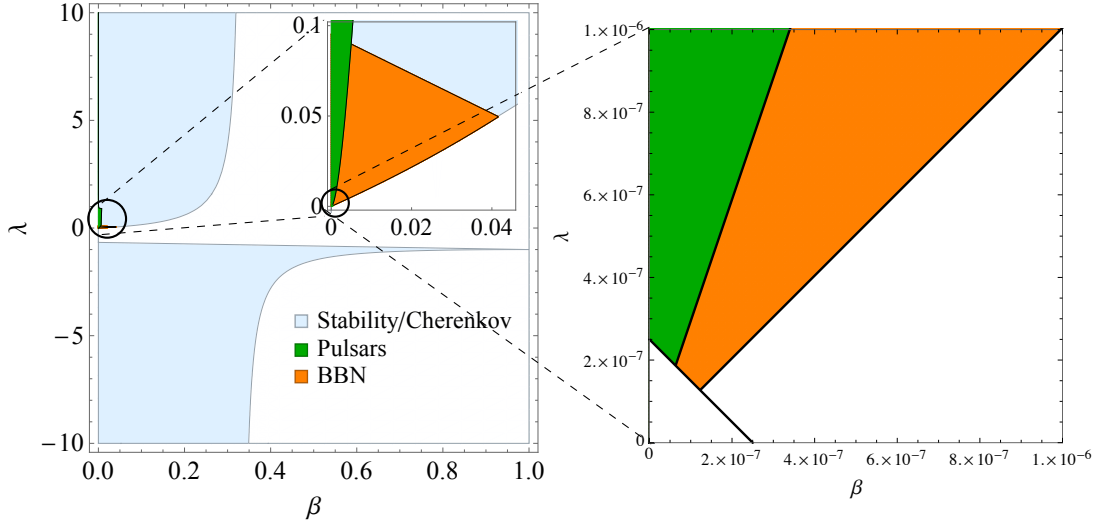 10
5
0
−5
−10
λ
0.0 0.2 0.4 0.6 0.8 1.0
β
0.1
0.05
0
0 0.02 0.04
Stability/Cherenkov
Pulsars
BBN
1.×10⁻⁶
8.×10⁻⁷
6.×10⁻⁷
4.×10⁻⁷
2.×10⁻⁷
0
λ
0 2.×10⁻⁷ 4.×10⁻⁷ 6.×10⁻⁷ 8.×10⁻⁷ 1.×10⁻⁶
β